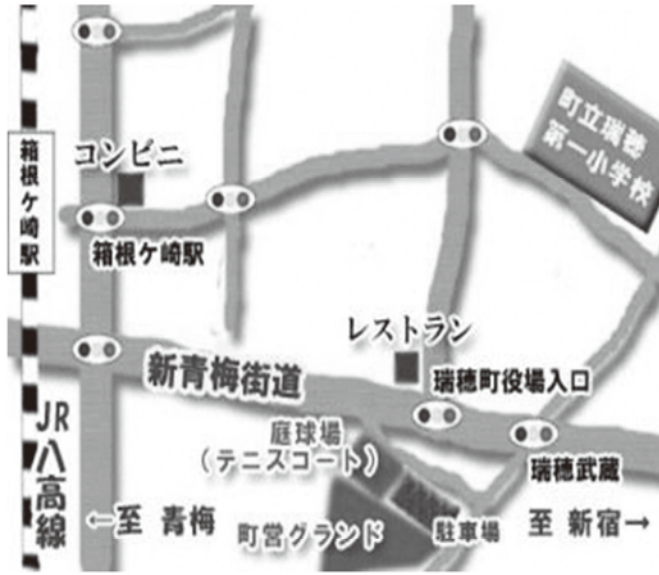 町立瑞穂
第一小学校
コンビニ
箱根ケ崎駅
箱根ケ崎駅
レストラン
新青梅街道
瑞穂町役場入口
JR八高線
庭球場
(テニスコート)
瑞穂武蔵
←至 青梅
町営グランド
駐車場
至 新宿→